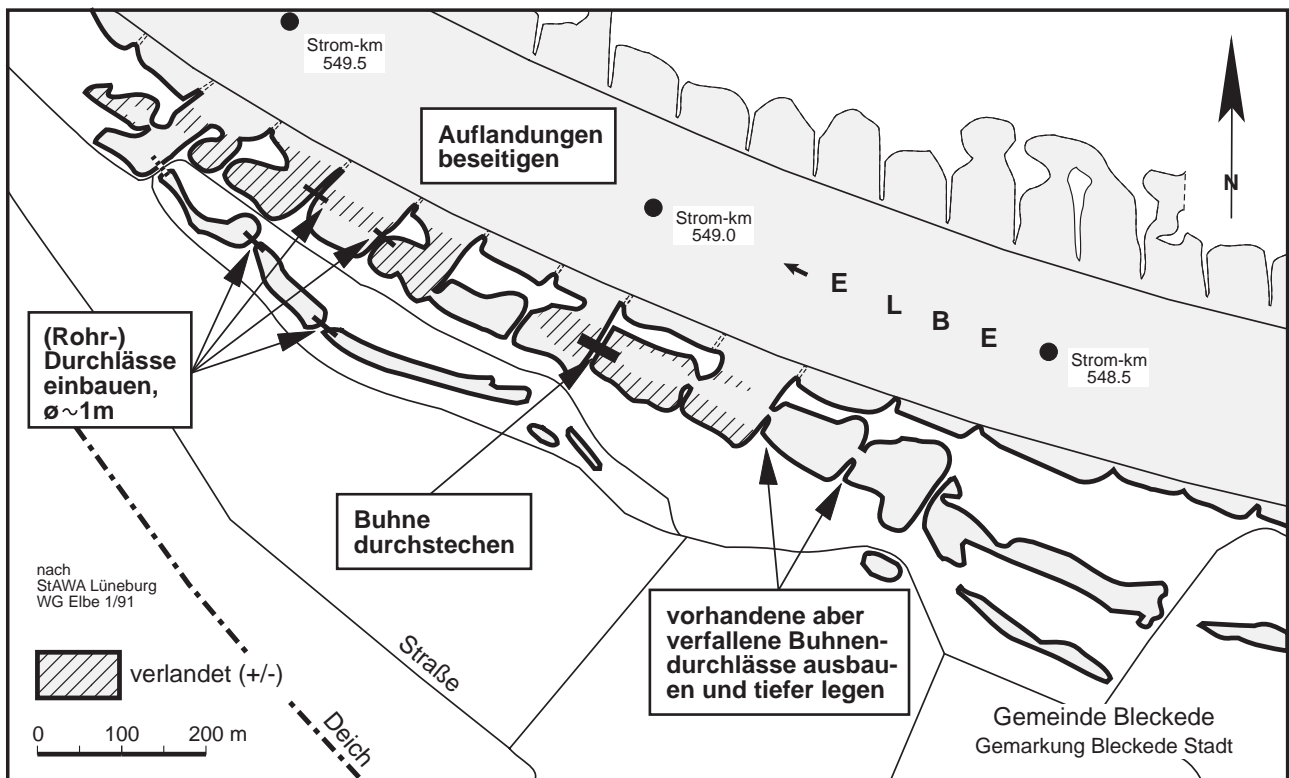 Strom-km
549.5
Auflandungen
beseitigen
N
Strom-km
549.0
E
L
B
E
Strom-km
548.5
(Rohr-)
Durchlässe
einbauen,
ø ~1m
Buhne
durchstechen
nach
StAWA Lüneburg
WG Elbe 1/91
vorhandene aber
verfallene Buhnen-
durchlässe ausbau-
en und tiefer legen
Straße
verlandet (+/-)
Deich
0 100 200 m
Gemeinde Bleckede
Gemarkung Bleckede Stadt